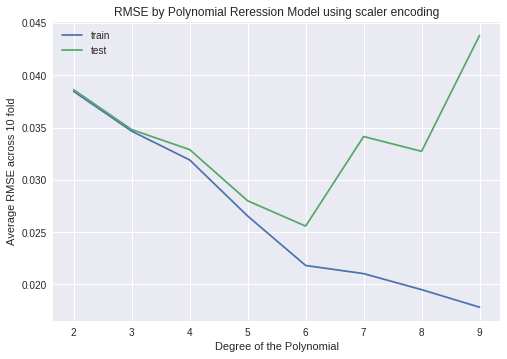 RMSE by Polynomial Reression Model using scaler encoding
train
test
Average RMSE across 10 fold
0.045
0.040
0.035
0.030
0.025
0.020
2 3 4 5 6 7 8 9
Degree of the Polynomial